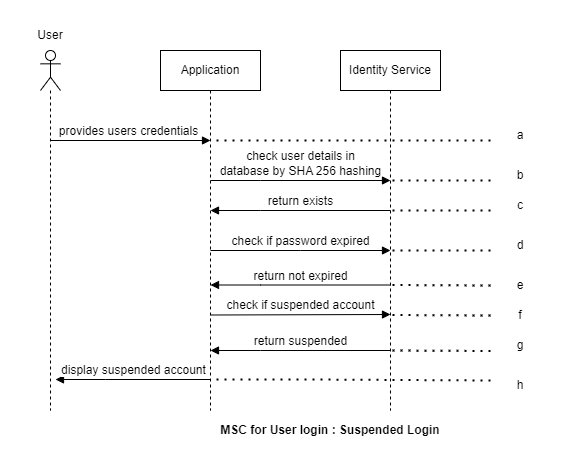 User
Application
Identity Service
provides users credentials
a
check user details in
database by SHA 256 hashing
b
return exists
c
check if password expired
d
return not expired
e
check if suspended account
f
return suspended
g
display suspended account
h
MSC for User login : Suspended Login